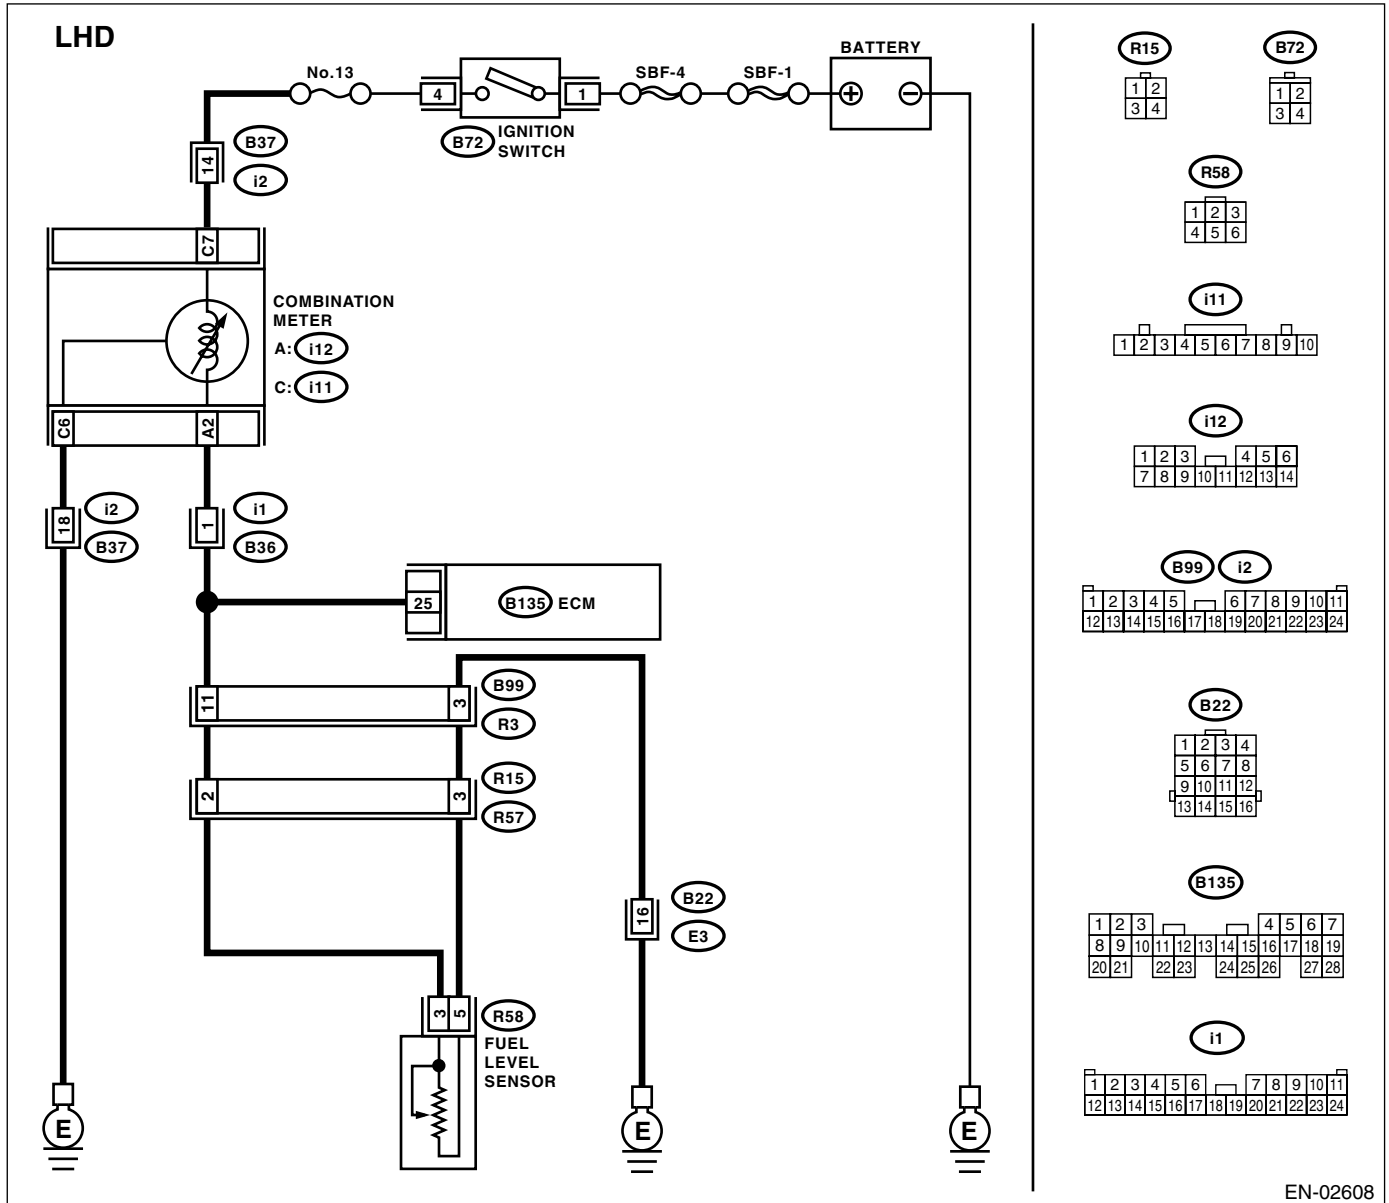 LHD
BATTERY
No.13
SBF-4
SBF-1
4
1
B72
IGNITION
SWITCH
14
B37
i2
C7
COMBINATION
METER
A: i12
C: i11
C6
A2
18
i2
B37
1
i1
B36
25
B135 ECM
11
3
B99
R3
2
3
R15
R57
16
B22
E3
3
5
R58
FUEL
LEVEL
SENSOR
E
E
E
R15
1 2
3 4
B72
1 2
3 4
R58
1 2 3
4 5 6
i11
1 2 3 4 5 6 7 8 9 10
i12
1 2 3 4 5 6
7 8 9 10 11 12 13 14
B99 i2
1 2 3 4 5 6 7 8 9 10 11
12 13 14 15 16 17 18 19 20 21 22 23 24
B22
1 2 3 4
5 6 7 8
9 10 11 12
13 14 15 16
B135
1 2 3 4 5 6 7
8 9 10 11 12 13 14 15 16 17 18 19
20 21 22 23 24 25 26 27 28
i1
1 2 3 4 5 6 7 8 9 10 11
12 13 14 15 16 17 18 19 20 21 22 23 24
EN-02608